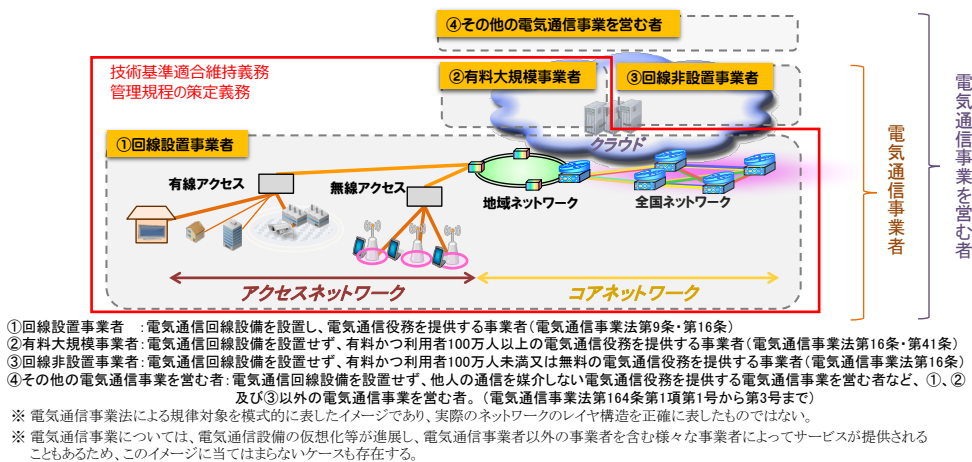 ④その他の電気通信事業を営む者
技術基準適合維持義務
管理規程の策定義務
②有料大規模事業者
③回線非設置事業者
クラウド
①回線設置事業者
有線アクセス
無線アクセス
地域ネットワーク
全国ネットワーク
アクセスネットワーク
コアネットワーク
電気通信事業者
電気通信事業を営む者
①回線設置事業者　：電気通信回線設備を設置し、電気通信役務を提供する事業者（電気通信事業法第9条・第16条）
②有料大規模事業者：電気通信回線設備を設置せず、有料かつ利用者100万人以上の電気通信役務を提供する事業者（電気通信事業法第16条・第41条）
③回線非設置事業者：電気通信回線設備を設置せず、有料かつ利用者100万人未満又は無料の電気通信役務を提供する事業者（電気通信事業法第16条）
④その他の電気通信事業を営む者：電気通信回線設備を設置せず、他人の通信を媒介しない電気通信役務を提供する電気通信事業を営む者など、①、②
及び③以外の電気通信事業を営む者。（電気通信事業法第164条第1項第1号から第3号まで）
※ 電気通信事業法による規律対象を模式的に表したイメージであり、実際のネットワークのレイヤ構造を正確に表したものではない。
※ 電気通信事業については、電気通信設備の仮想化等が進展し、電気通信事業者以外の事業者を含む様々な事業者によってサービスが提供される
こともあるため、このイメージに当てはまらないケースも存在する。